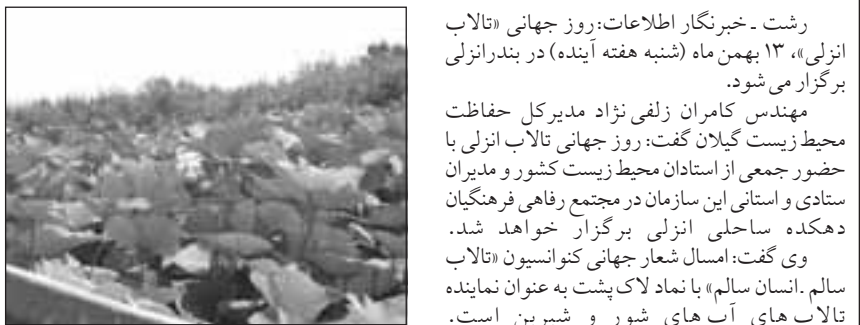 رشت ـ خبرنگار اطلاعات: روز جهانی «تالاب
انزلی»، ۱۳ بهمن ماه (شنبه هفته آینده) در بندرانزلی
برگزار می شود.
مهندس کامران زلفی نژاد مدیرکل حفاظت
محیط زیست گیلان گفت: روز جهانی تالاب انزلی با
حضور جمعی از استادان محیط زیست کشور و مدیران
ستادی و استانی این سازمان در مجتمع رفاهی فرهنگیان
دهکده ساحلی انزلی برگزار خواهد شد.
وی گفت: امسال شعار جهانی کنوانسیون «تالاب
سالم ـ انسان سالم» با نماد لاک پشت به عنوان نماینده
تالاب های آب های شور و شیرین است.